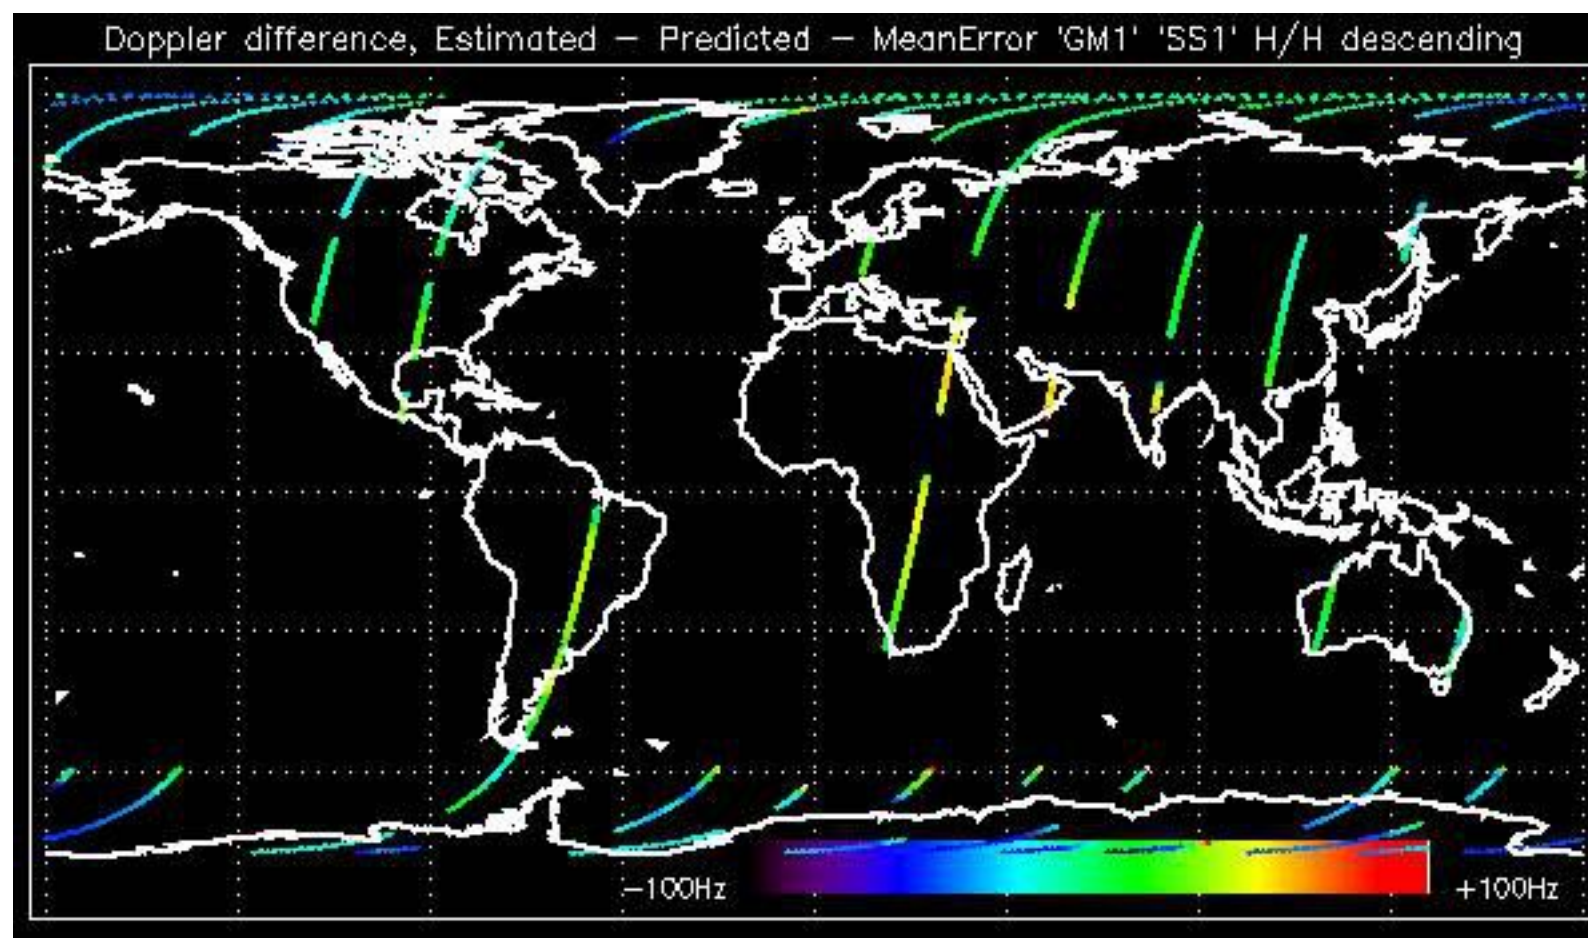 Doppler difference, Estimated – Predicted – MeanError 'GM1' 'SS1' H/H descending
–100Hz
+100Hz